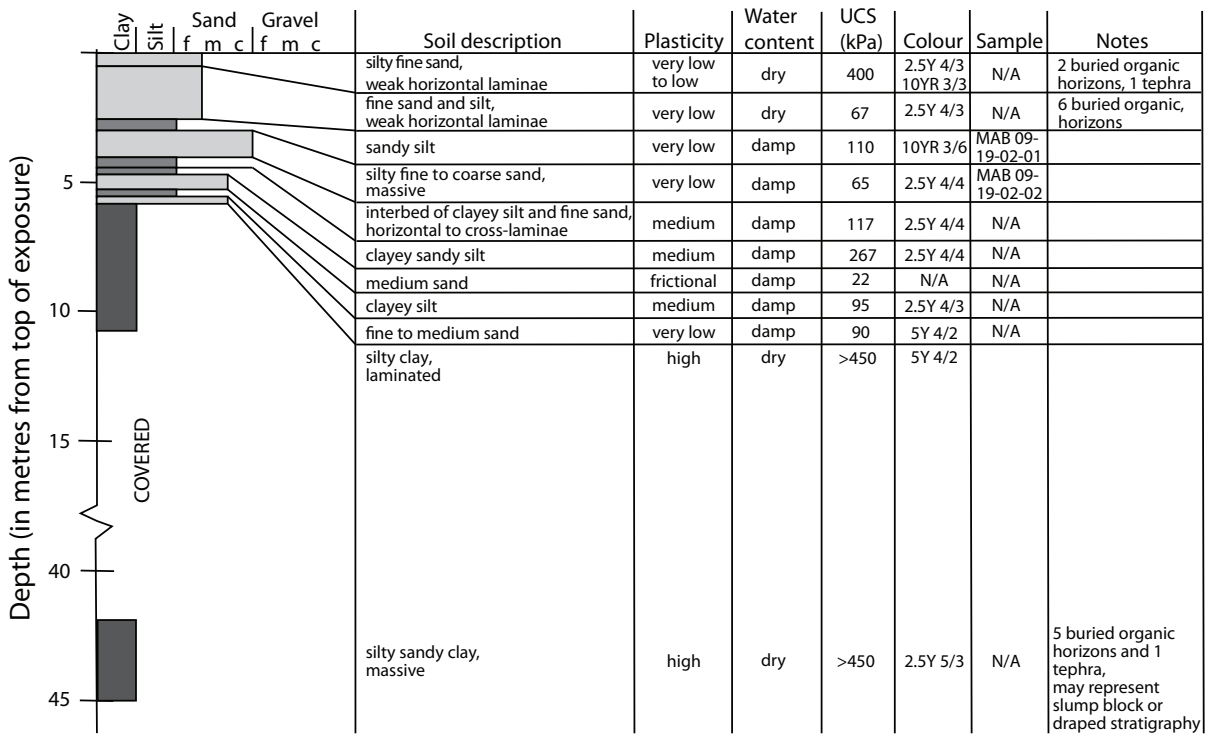 Clay
Silt
Sand
Gravel
f m c
f m c
Soil description
Plasticity
Water
content
UCS
(kPa)
Colour
Sample
Notes
silty fine sand,
weak horizontal laminae
very low
to low
dry
400
2.5Y 4/3
10YR 3/3
N/A
2 buried organic
horizons, 1 tephra
fine sand and silt,
weak horizontal laminae
very low
dry
67
2.5Y 4/3
N/A
6 buried organic,
horizons
sandy silt
very low
damp
110
10YR 3/6
MAB 09-
19-02-01
silty fine to coarse sand,
massive
very low
damp
65
2.5Y 4/4
MAB 09-
19-02-02
interbed of clayey silt and fine sand,
horizontal to cross-laminae
medium
damp
117
2.5Y 4/4
N/A
clayey sandy silt
medium
damp
267
2.5Y 4/4
N/A
medium sand
frictional
damp
22
N/A
N/A
clayey silt
medium
damp
95
2.5Y 4/3
N/A
fine to medium sand
very low
damp
90
5Y 4/2
N/A
silty clay,
laminated
high
dry
>450
5Y 4/2
silty sandy clay,
massive
high
dry
>450
2.5Y 5/3
N/A
5 buried organic
horizons and 1
tephra,
may represent
slump block or
draped stratigraphy
Depth (in metres from top of exposure)
5
10
15
40
45
COVERED